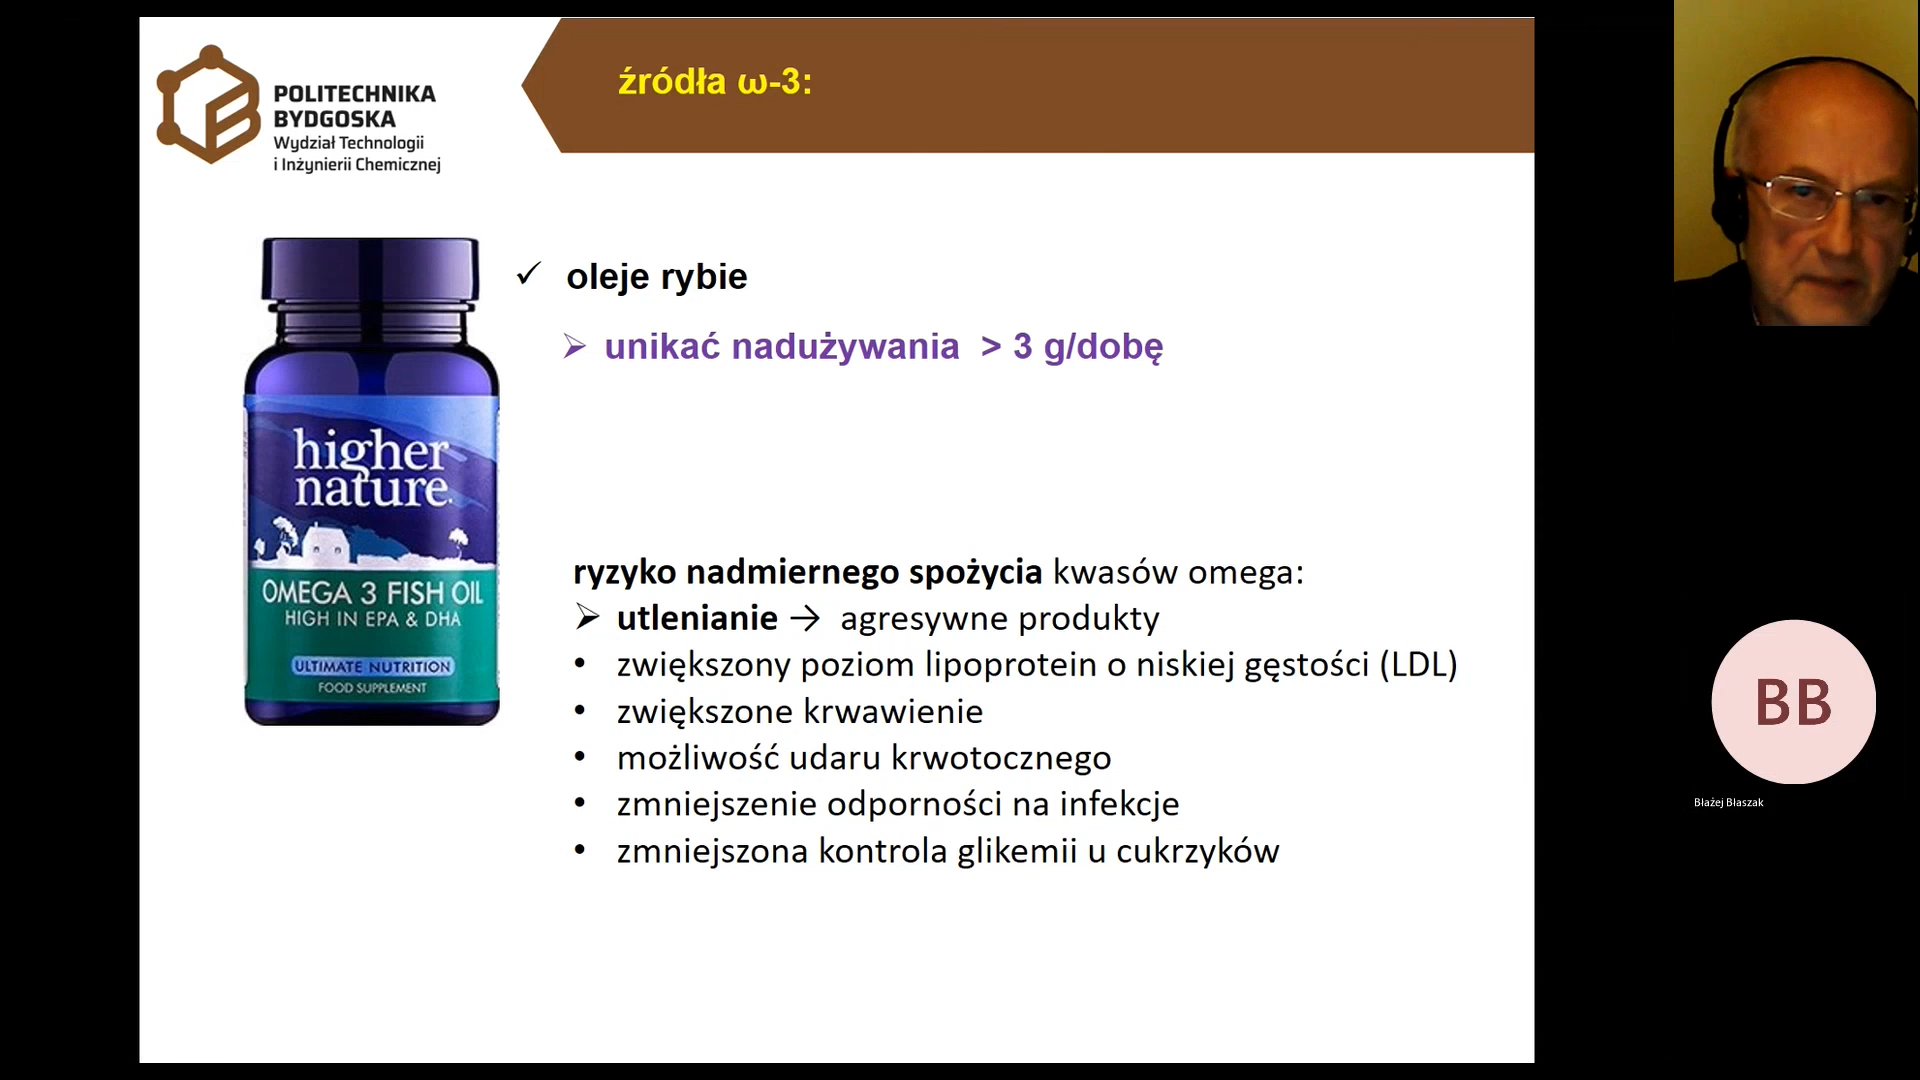 POLITECHNIKA
BYDGOSKA
Wydział Technologii
i Inżynierii Chemicznej
źródła ω-3:
✓ oleje rybie
➢ unikać nadużywania > 3 g/dobę
higher
nature.
OMEGA 3 FISH OIL
HIGH IN EPA & DHA
ULTIMATE NUTRITION
FOOD SUPPLEMENT
ryzyko nadmiernego spożycia kwasów omega:
➢ utlenianie → agresywne produkty
• zwiększony poziom lipoprotein o niskiej gęstości (LDL)
• zwiększone krwawienie
• możliwość udaru krwotocznego
• zmniejszenie odporności na infekcje
• zmniejszona kontrola glikemii u cukrzyków
BB
Błażej Błaszak